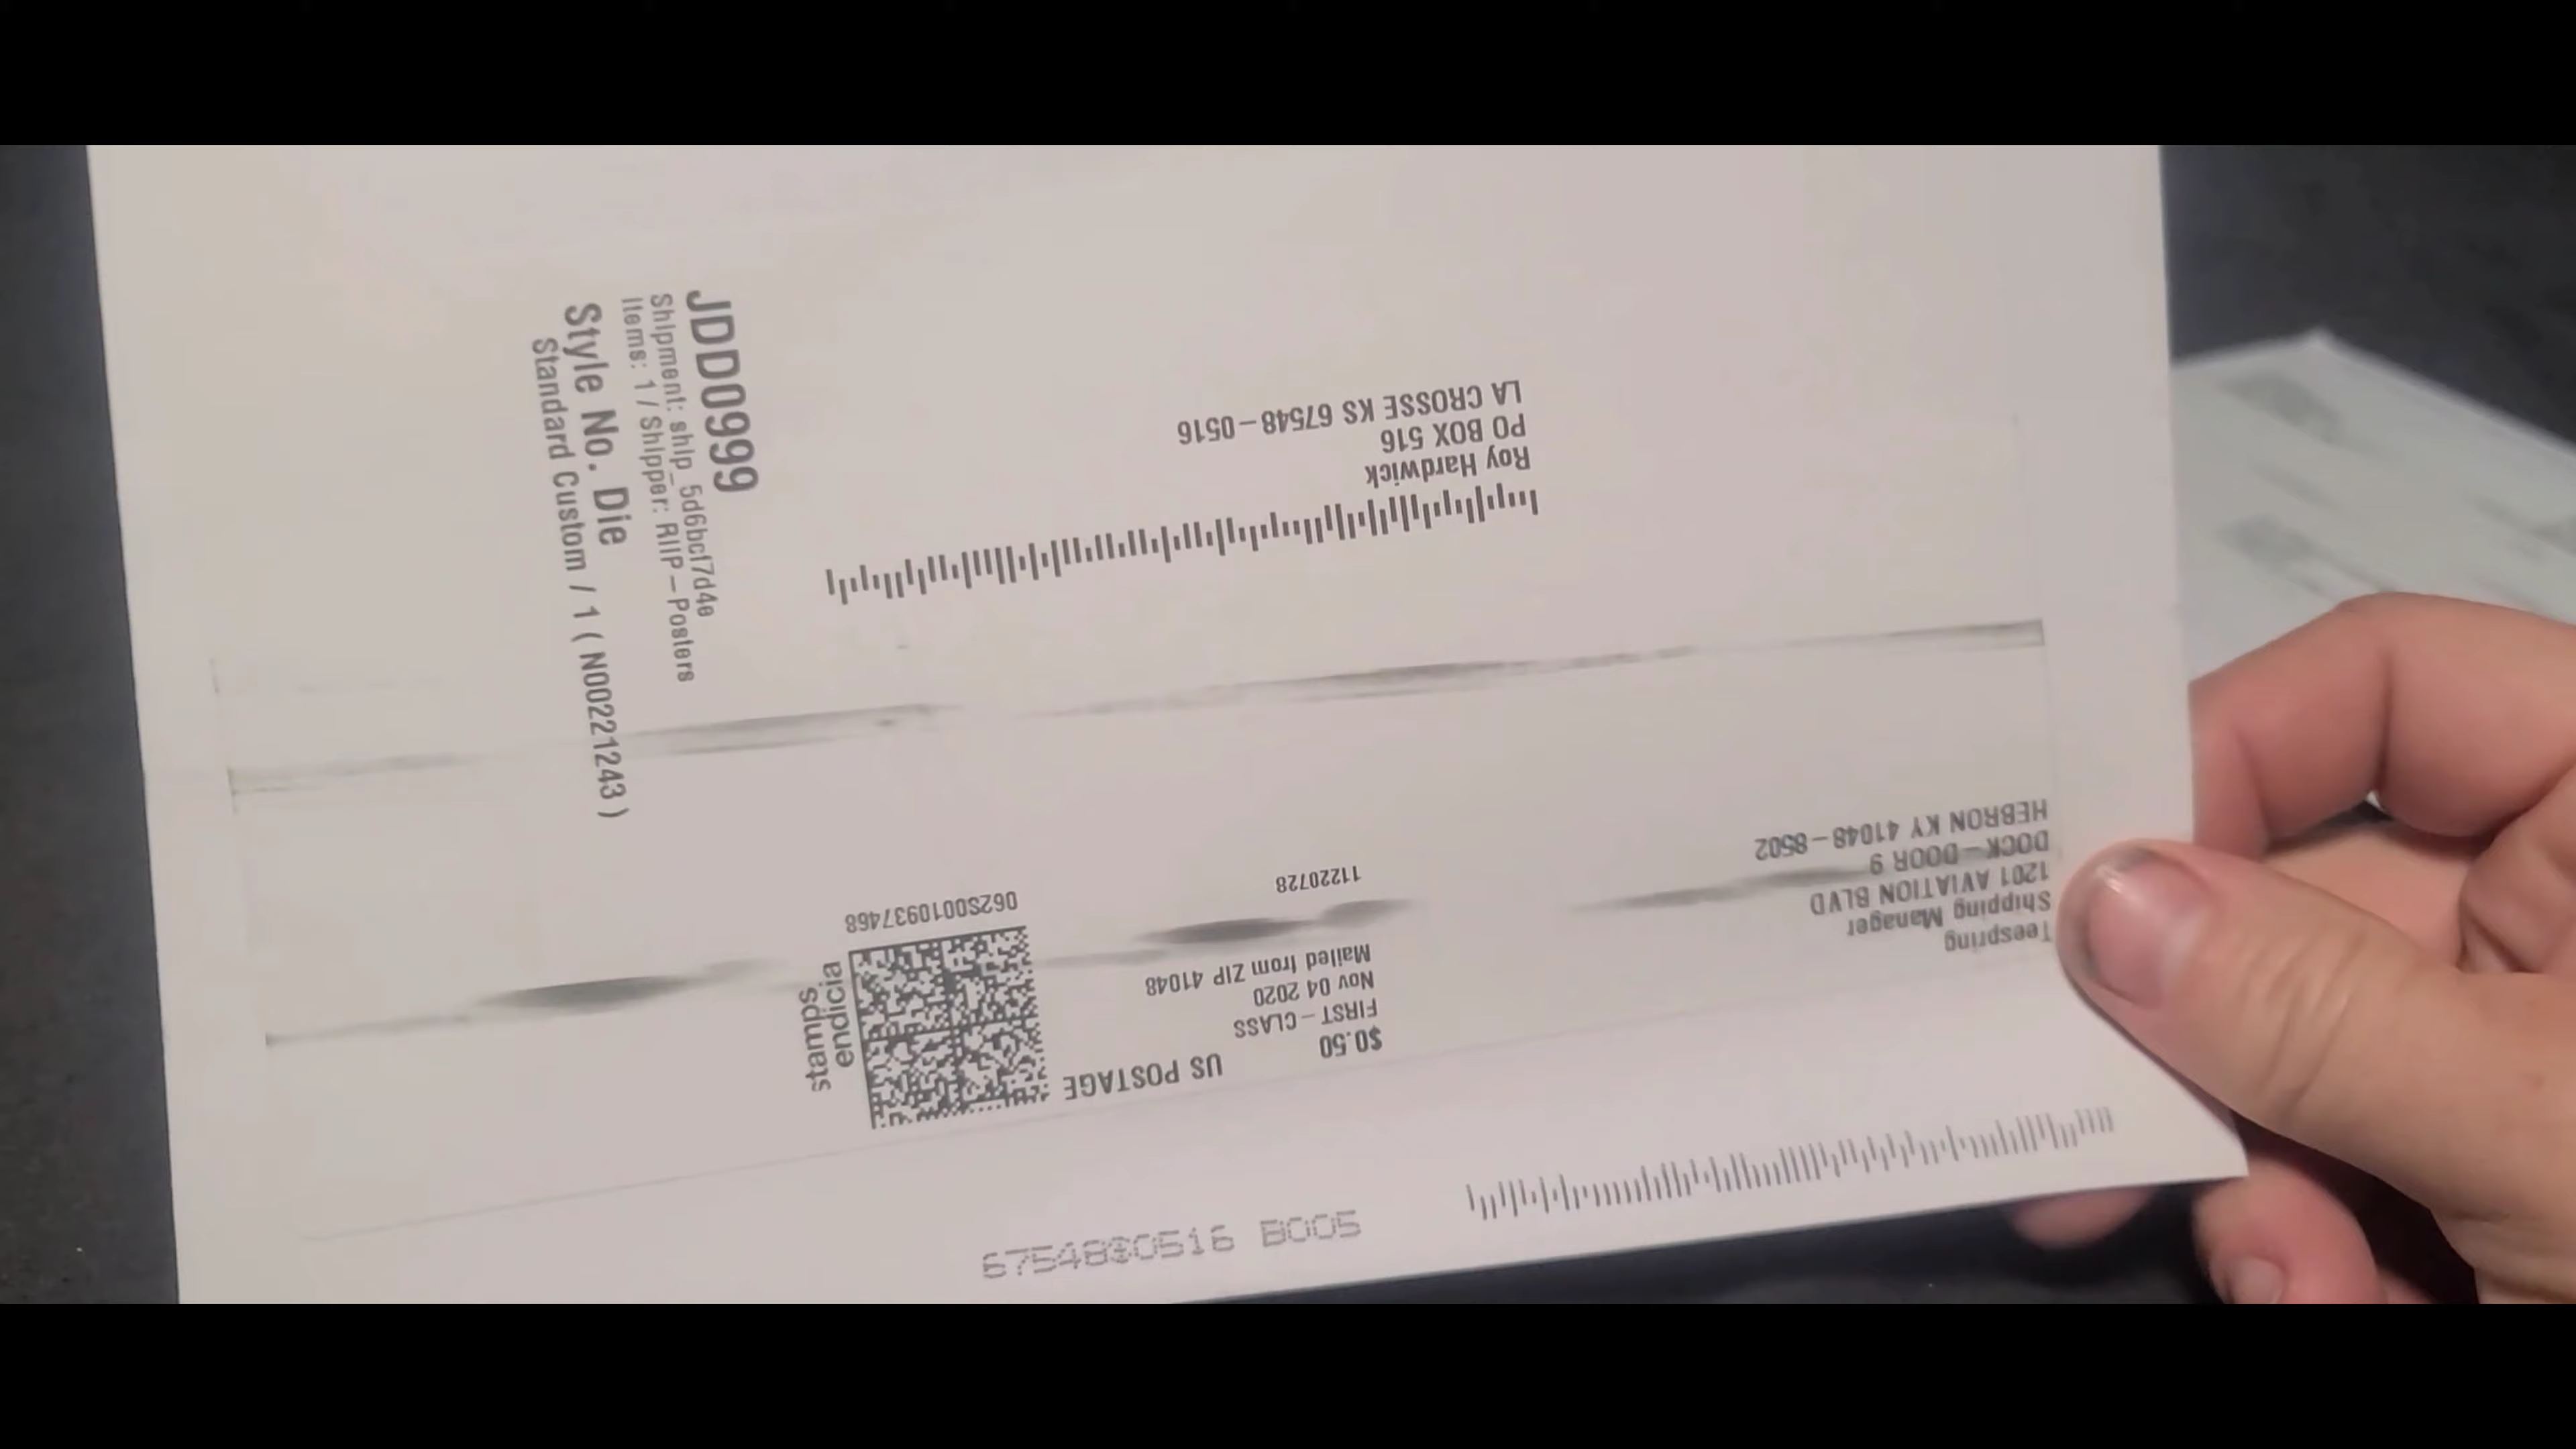 Teespring
Shipping Manager
1201 AVIATION BLVD
DOCK-DOOR 9
HEBRON KY 41048-8502
US POSTAGE
$0.50
FIRST-CLASS
Nov 04 2020
Mailed from ZIP 41048
11220728
stamps
endicia
062S0010937468
Roy Hardwick
PO BOX 516
LA CROSSE KS 67548-0516
JDD0999
Shipment: ship_5d6bcf7d4e
Items: 1 / Shipper: RIIP-Posters
Style No. Die
Standard Custom / 1 ( N00221243 )
67548@0516 B005